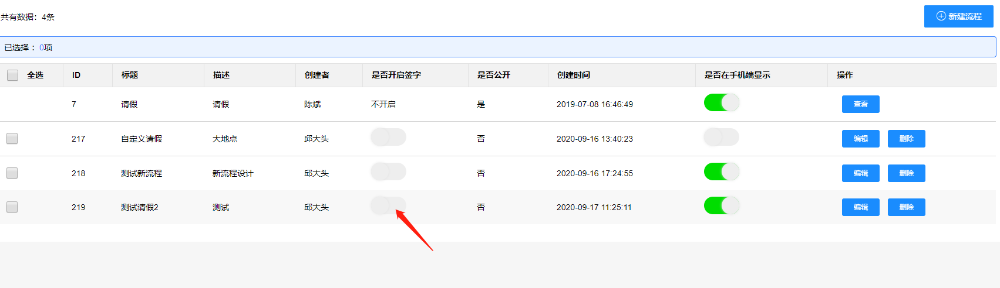 共有数据：4条
新建流程
已选择：0项
全选 ID 标题 描述 创建者 是否开启签字 是否公开 创建时间 是否在手机端显示 操作
7 请假 请假 陈斌 不开启 是 2019-07-08 16:46:49 查看
217 自定义请假 大地点 邱大头 否 2020-09-16 13:40:23 编辑 删除
218 测试新流程 新流程设计 邱大头 否 2020-09-16 17:24:55 编辑 删除
219 测试请假2 测试 邱大头 否 2020-09-17 11:25:11 编辑 删除